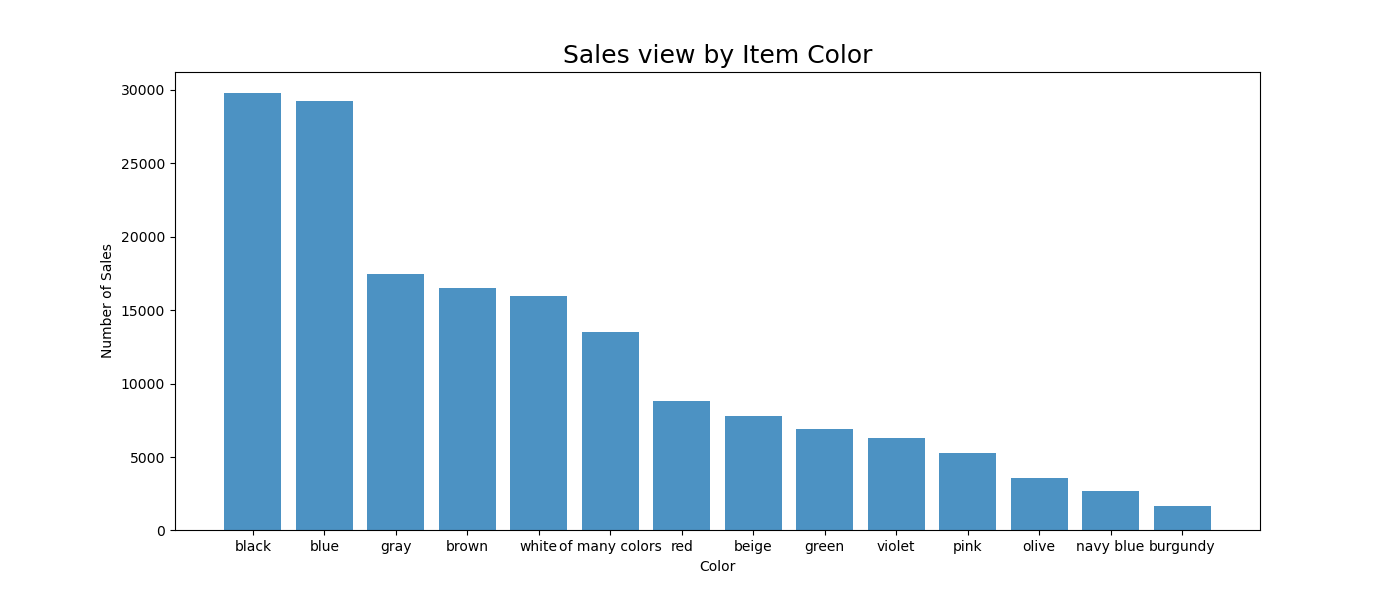 Sales view by Item Color
Number of Sales
30000
25000
20000
15000
10000
5000
0
black blue gray brown white of many colors red beige green violet pink olive navy blue burgundy
Color